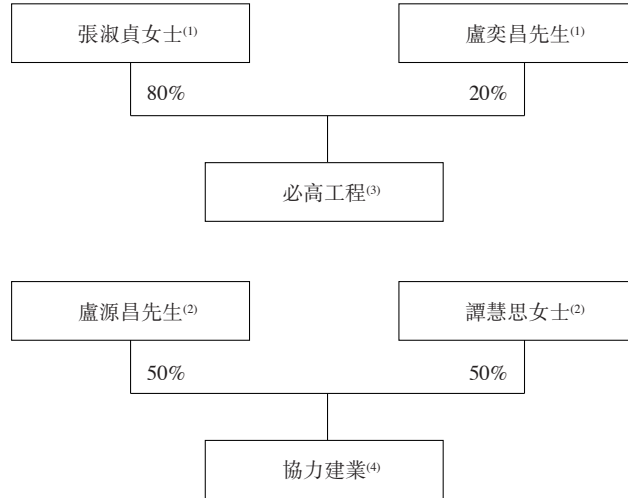 張淑貞女士(1)
盧奕昌先生(1)
80%
20%
必高工程(3)
盧源昌先生(2)
譚慧思女士(2)
50%
50%
協力建業(4)